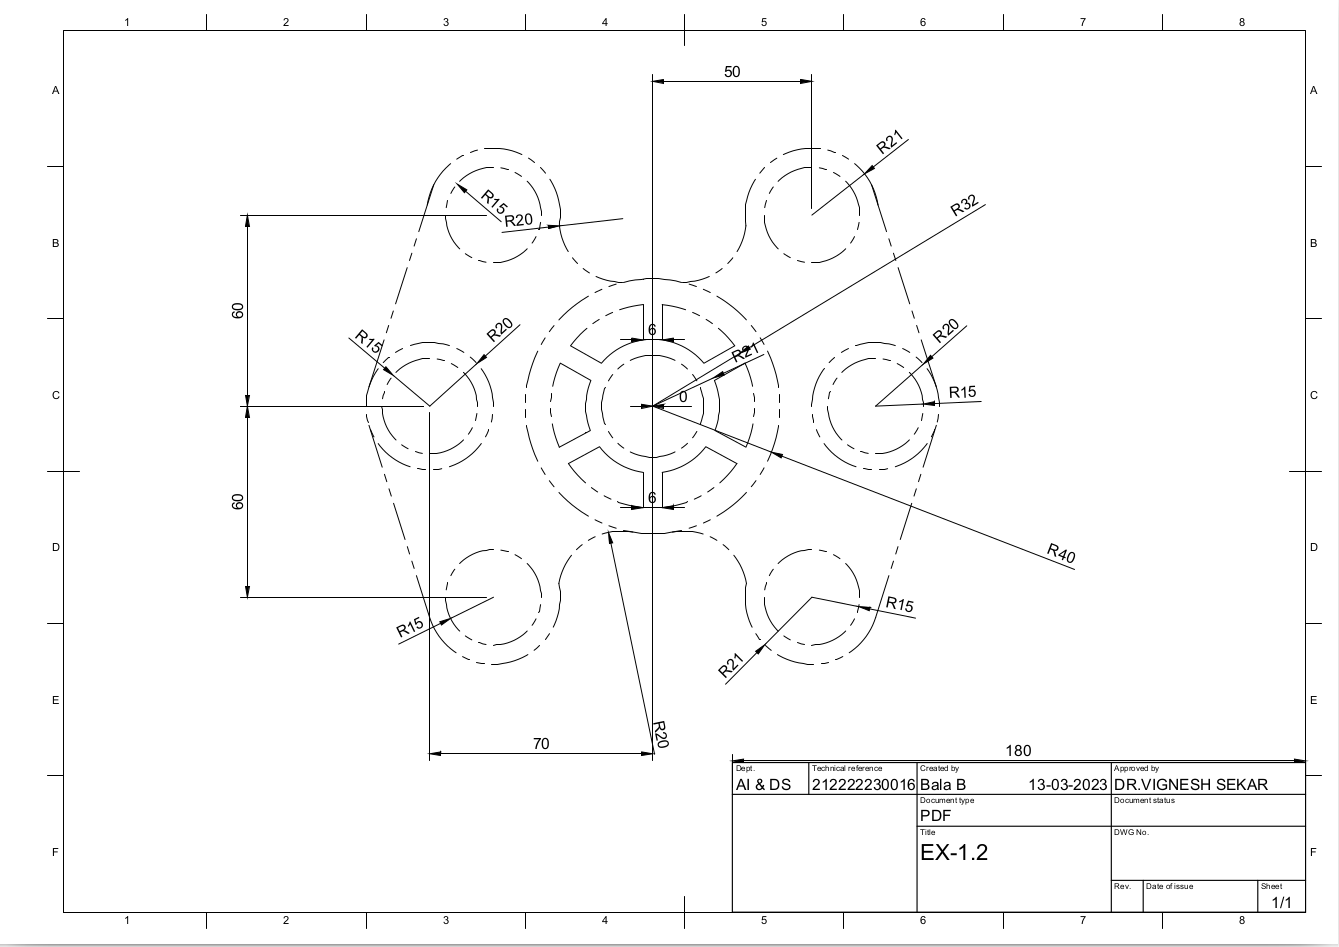 1 2 3 4 5 6 7 8
50
A A
R21
R15
R32
R20
B B
60
6
R15 R20 R20
R21
C C
R15
0
60
6
D D
R40
R15 R15
R21
E E
R20
70
180
Dept. Technical reference Created by Approved by
AI & DS 212222230016 Bala B 13-03-2023 DR.VIGNESH SEKAR
Document type Document status
PDF
Title DWG No.
EX-1.2
F F
Rev. Date of issue Sheet
1/1
1 2 3 4 5 6 7 8